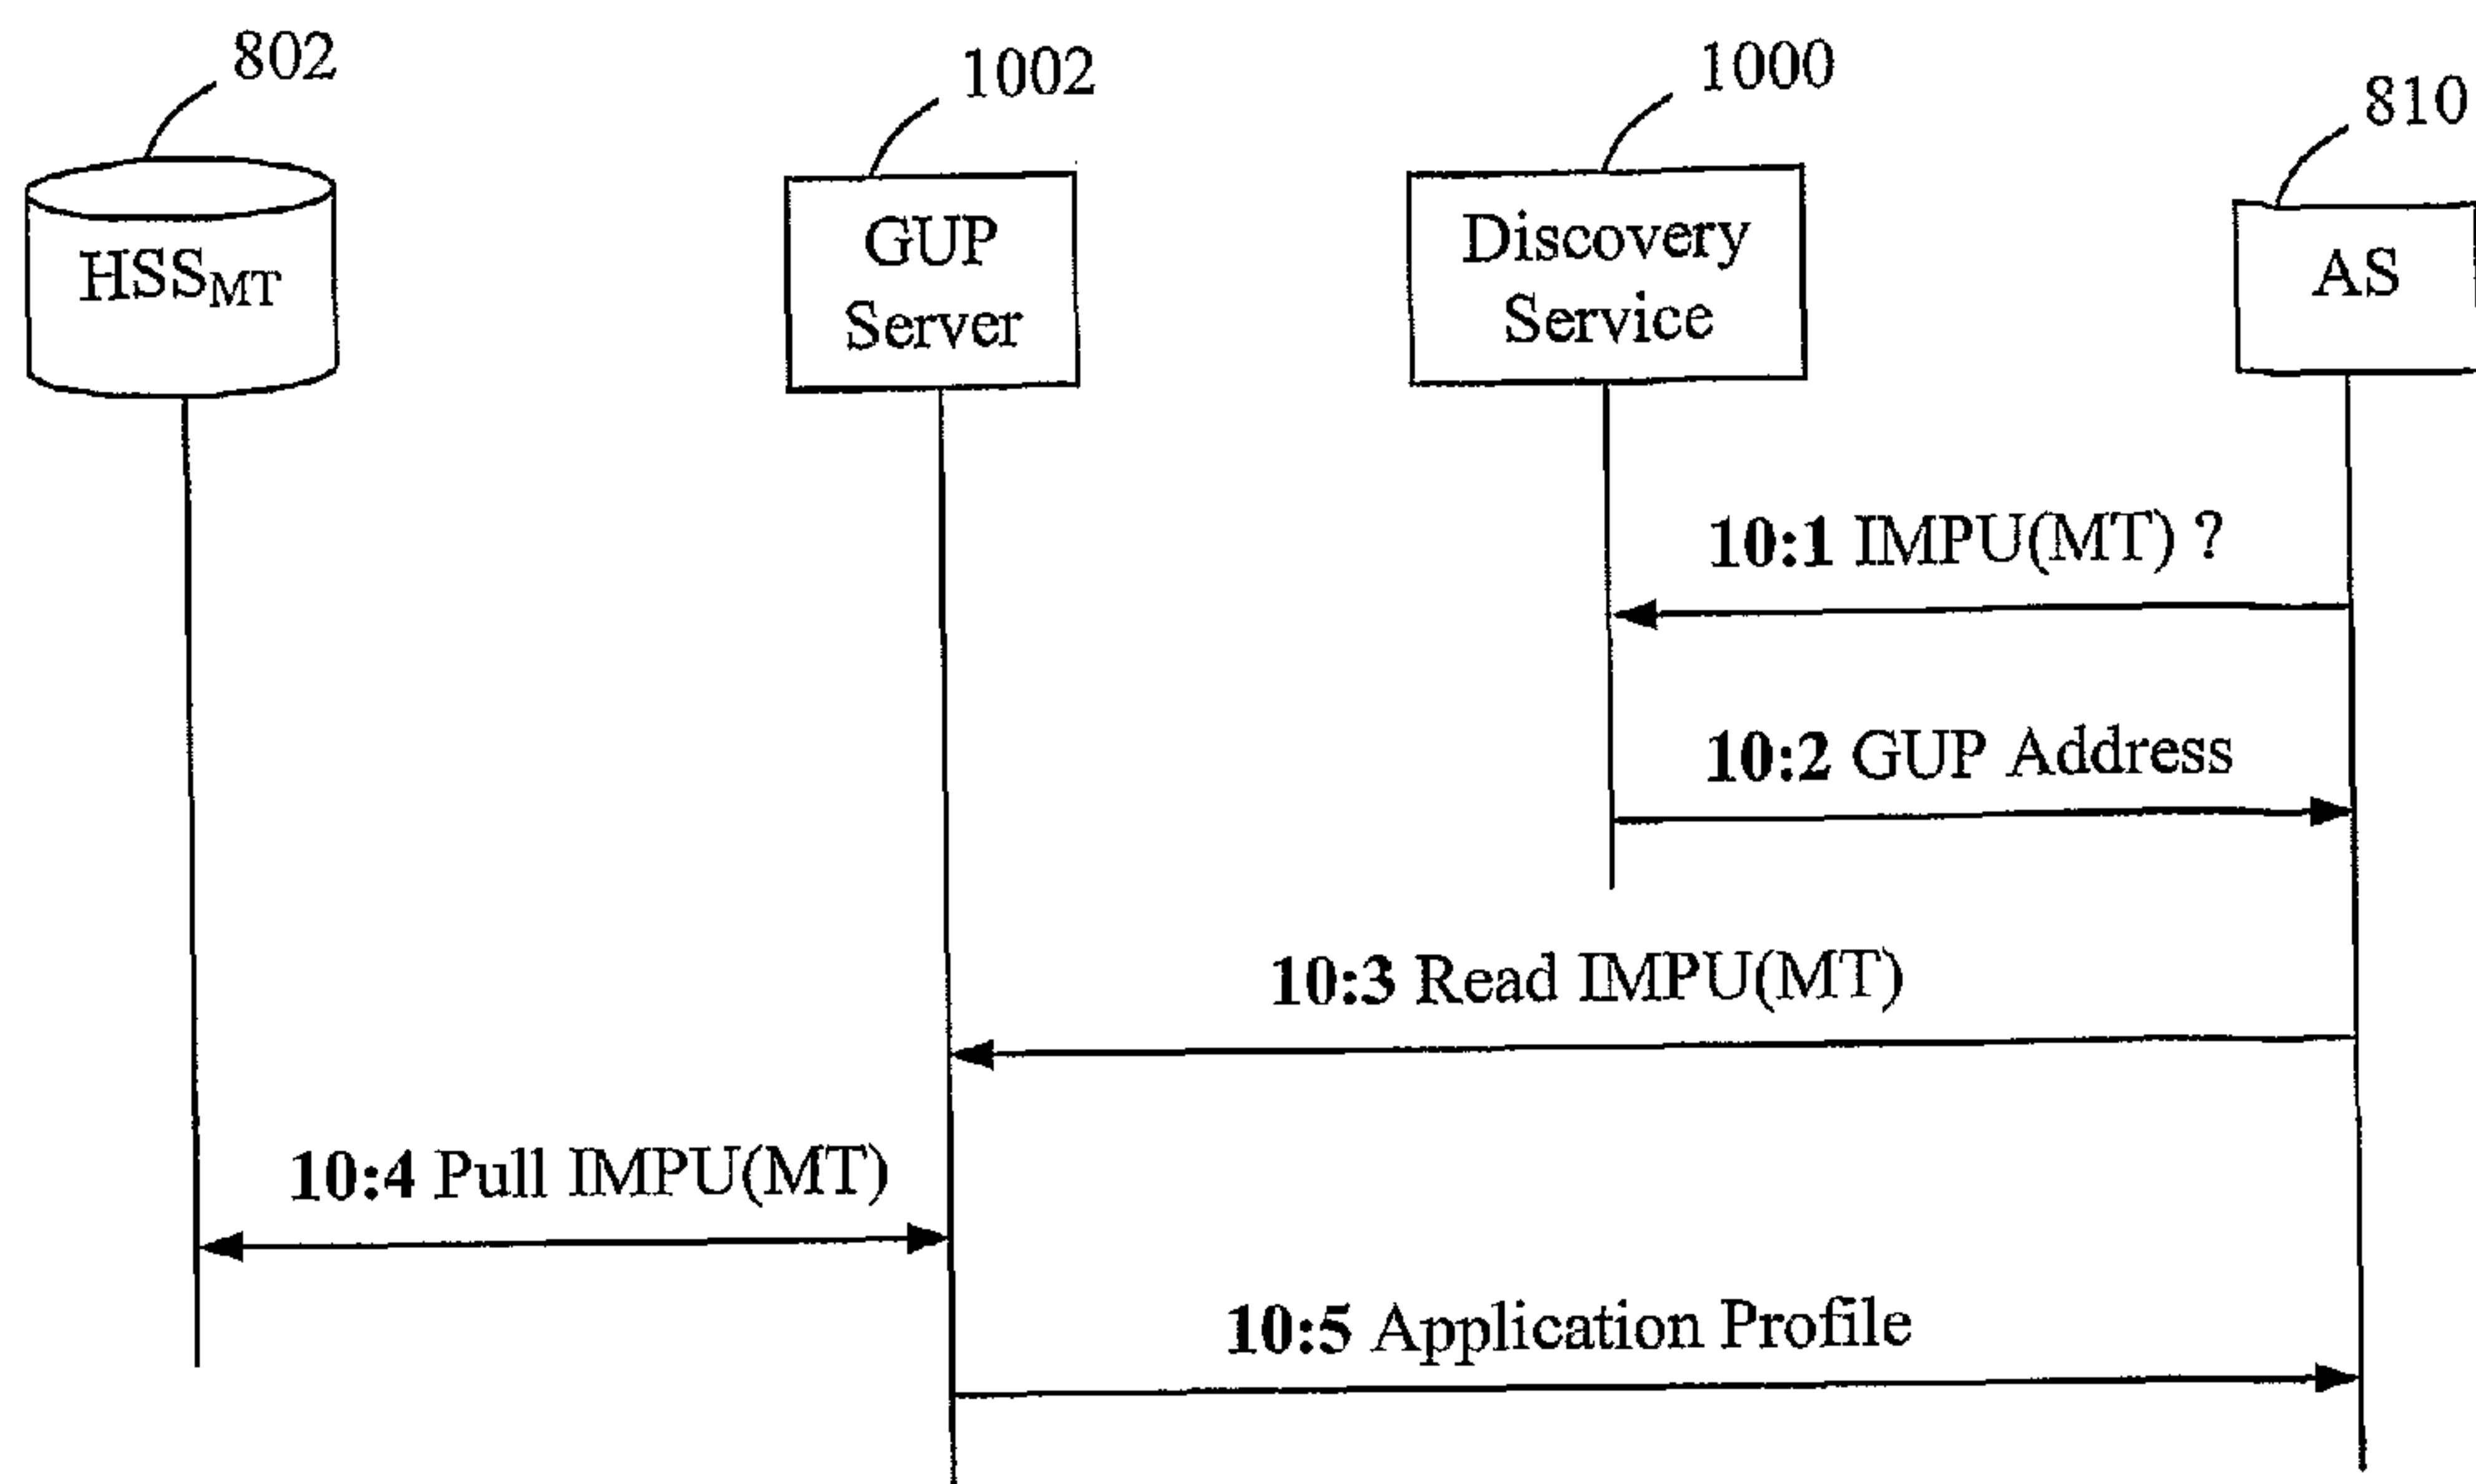 802
1002
1000
810
HSSMT
GUP
Server
Discovery
Service
AS
10:1 IMPU(MT) ?
10:2 GUP Address
10:3 Read IMPU(MT)
10:4 Pull IMPU(MT)
10:5 Application Profile